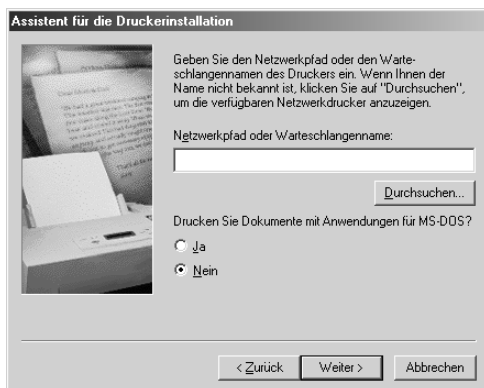 Assistent für die Druckerinstallation
Geben Sie den Netzwerkpfad oder den Warte-
schlangennamen des Druckers ein. Wenn Ihnen der
Name nicht bekannt ist, klicken Sie auf "Durchsuchen",
um die verfügbaren Netzwerkdrucker anzuzeigen.
Netzwerkpfad oder Warteschlangenname:
Durchsuchen...
Drucken Sie Dokumente mit Anwendungen für MS-DOS?
Ja
Nein
< Zurück Weiter > Abbrechen